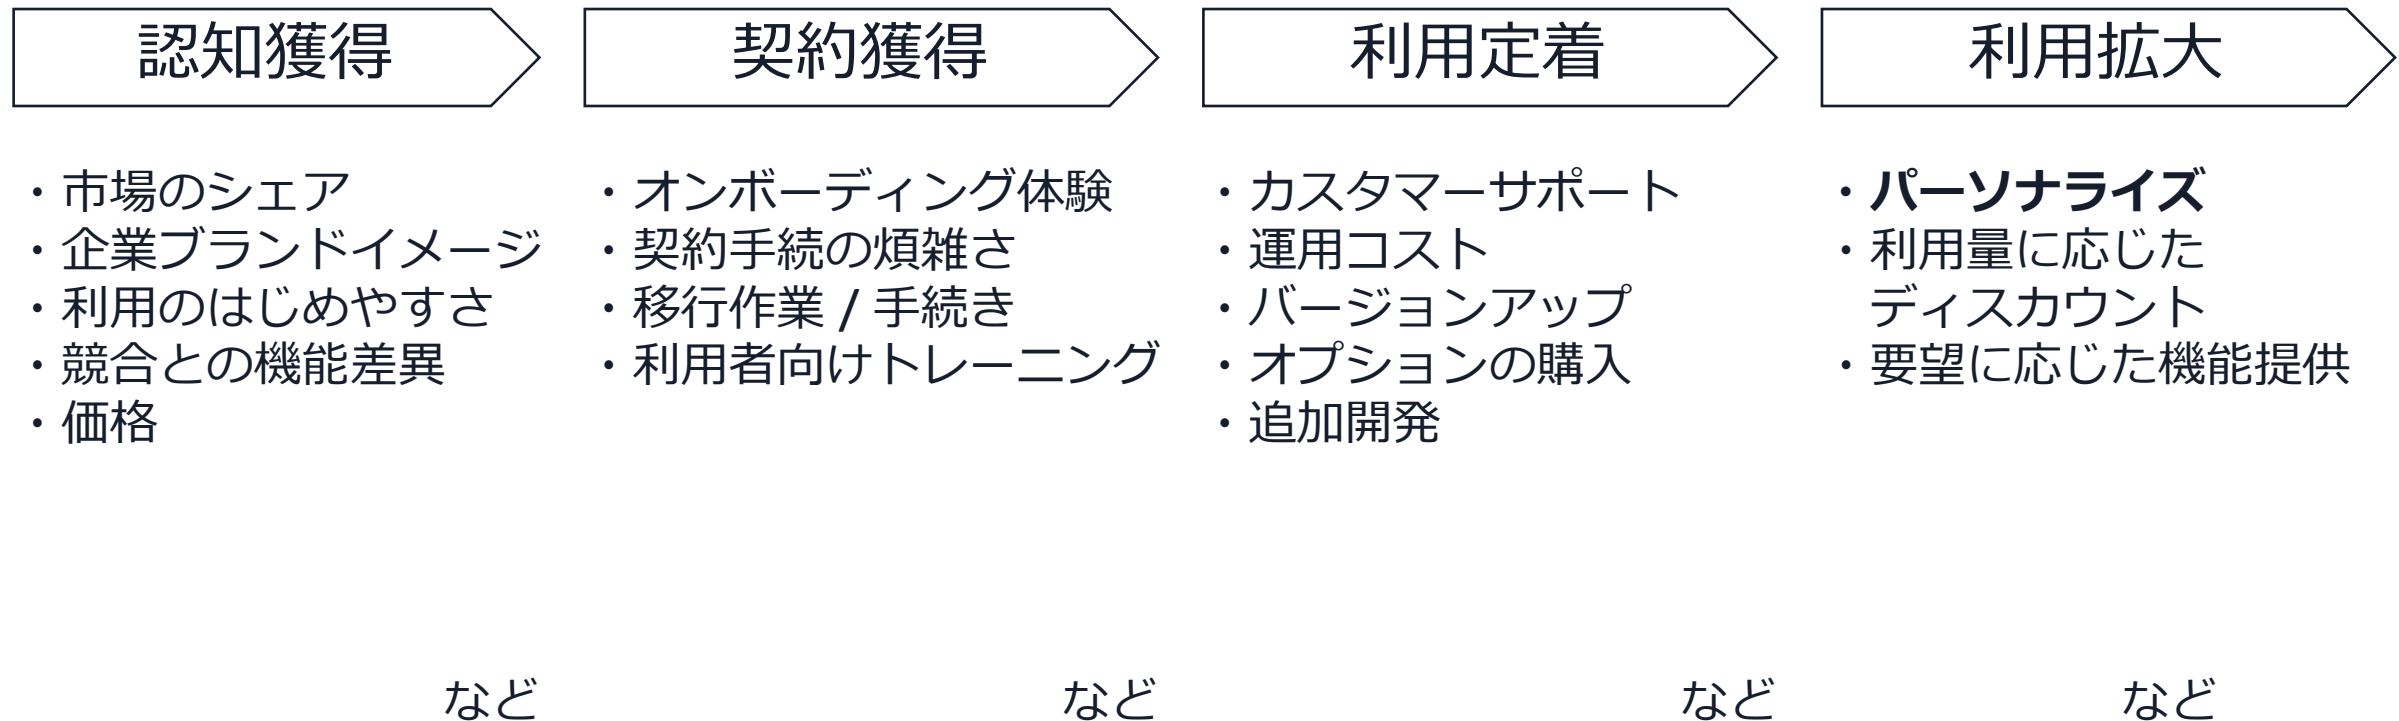 認知獲得
・市場のシェア
・企業ブランドイメージ
・利用のはじめやすさ
・競合との機能差異
・価格
など
契約獲得
・オンボーディング体験
・契約手続の煩雑さ
・移行作業 / 手続き
・利用者向けトレーニング
など
利用定着
・カスタマーサポート
・運用コスト
・バージョンアップ
・オプションの購入
・追加開発
など
利用拡大
・パーソナライズ
・利用量に応じた
ディスカウント
・要望に応じた機能提供
など